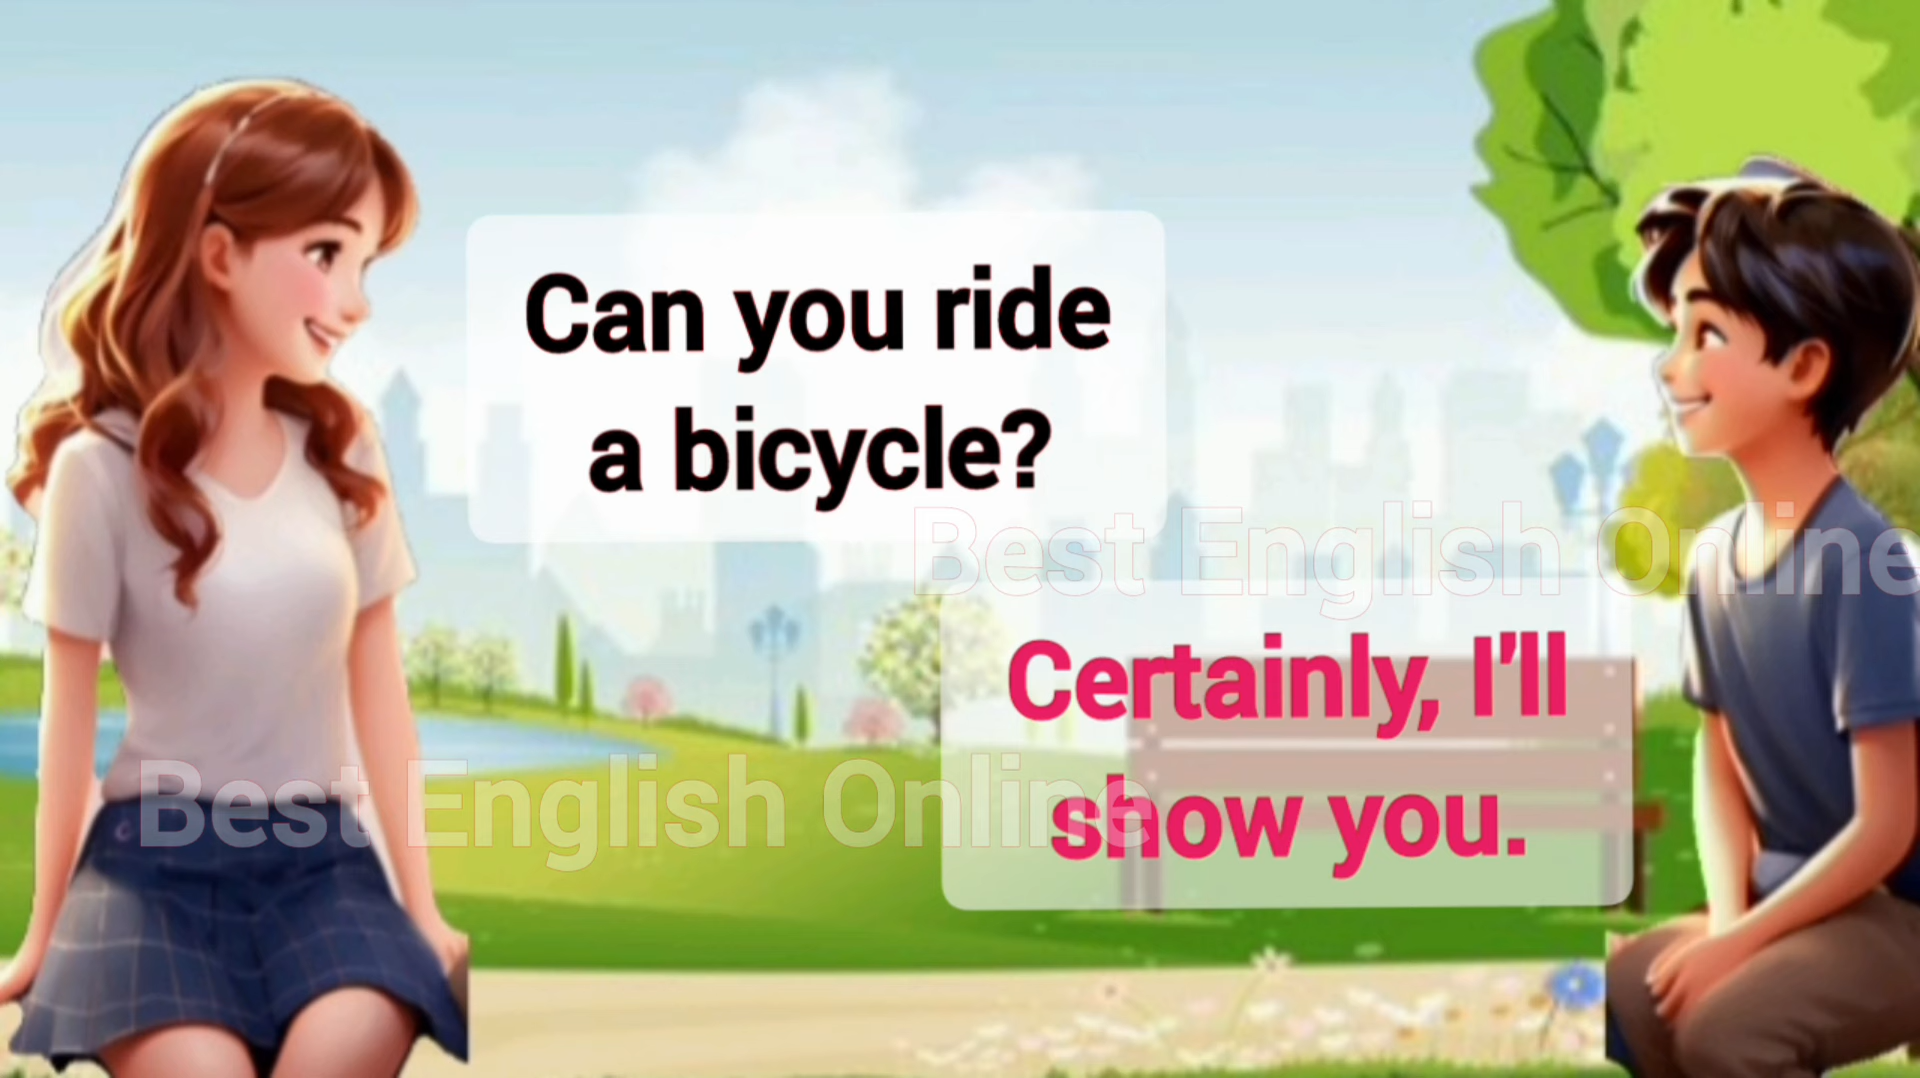 Can you ride
a bicycle?
Best English Online
Certainly, I'll
show you.
Best English Online